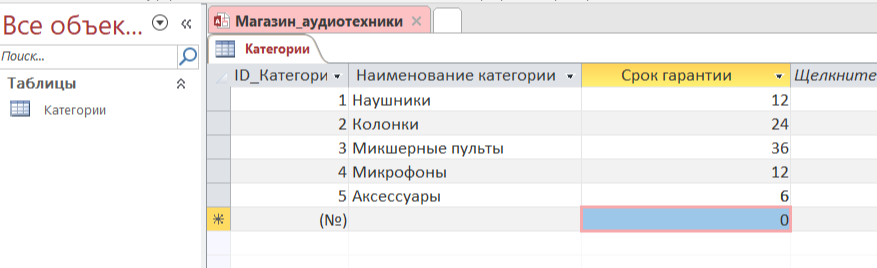 Все объек...
Поиск...
Таблицы
Категории
Магазин_аудиотехники
Категории
ID_Категори Наименование категории Срок гарантии Щелкните
1 Наушники 12
2 Колонки 24
3 Микшерные пульты 36
4 Микрофоны 12
5 Аксессуары 6
(№) 0